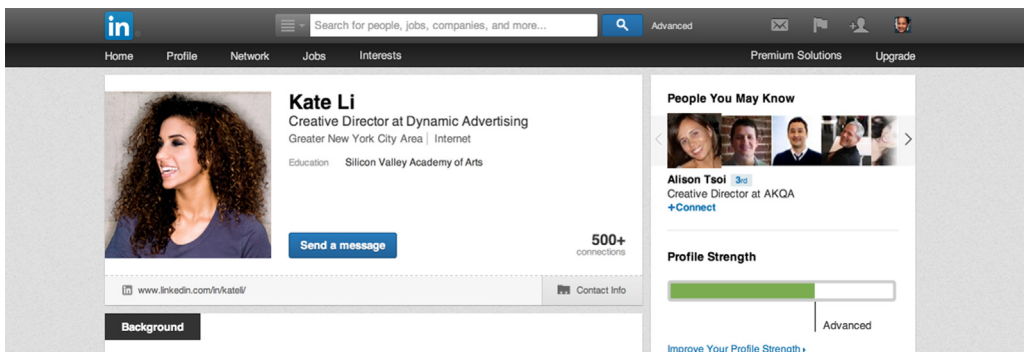 in
Search for people, jobs, companies, and more...
Advanced
Home Profile Network Jobs Interests
Premium Solutions Upgrade
Kate Li
Creative Director at Dynamic Advertising
Greater New York City Area | Internet
Education Silicon Valley Academy of Arts
Send a message
500+
connections
in www.linkedin.com/in/kateli/
Contact Info
Background
People You May Know
Alison Tsoi 3rd
Creative Director at AKQA
+Connect
Profile Strength
Advanced
Improve Your Profile Strength